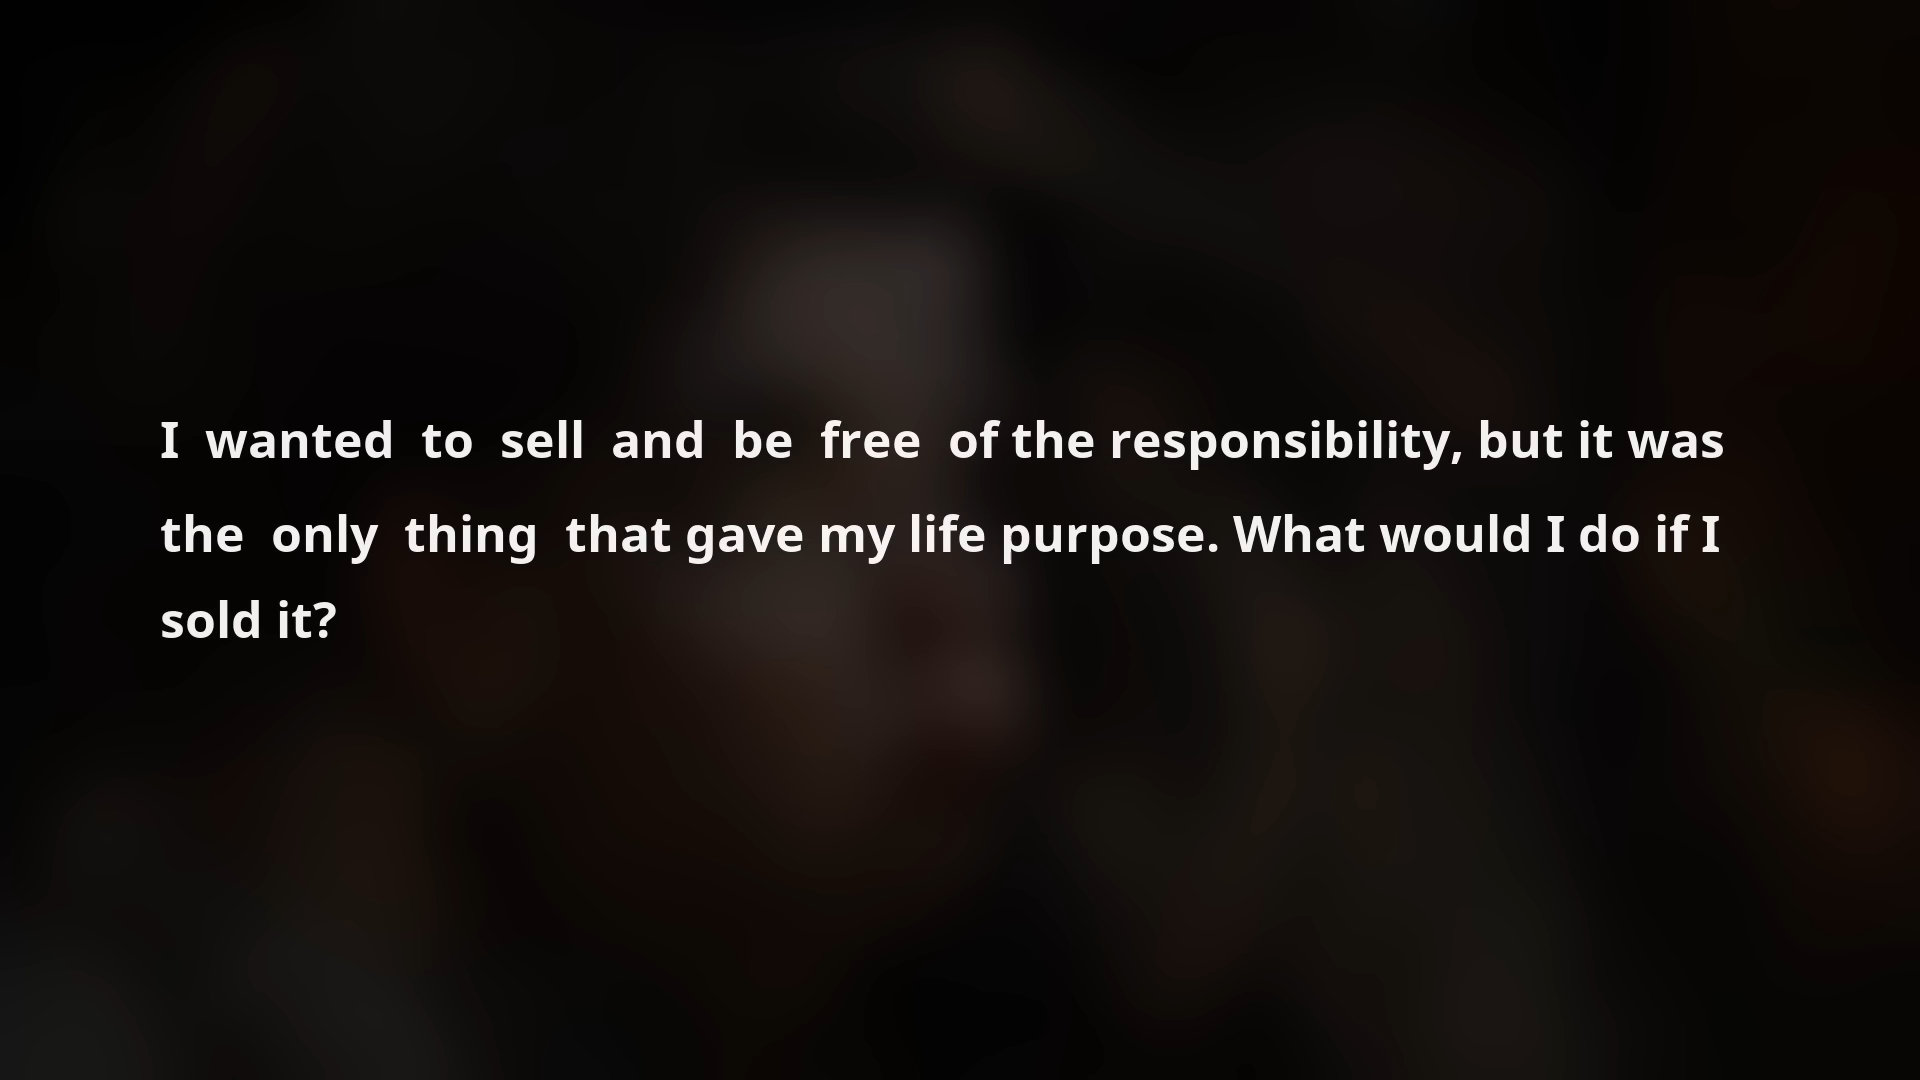 I wanted to sell and be free of the responsibility, but it was
the only thing that gave my life purpose. What would I do if I
sold it?